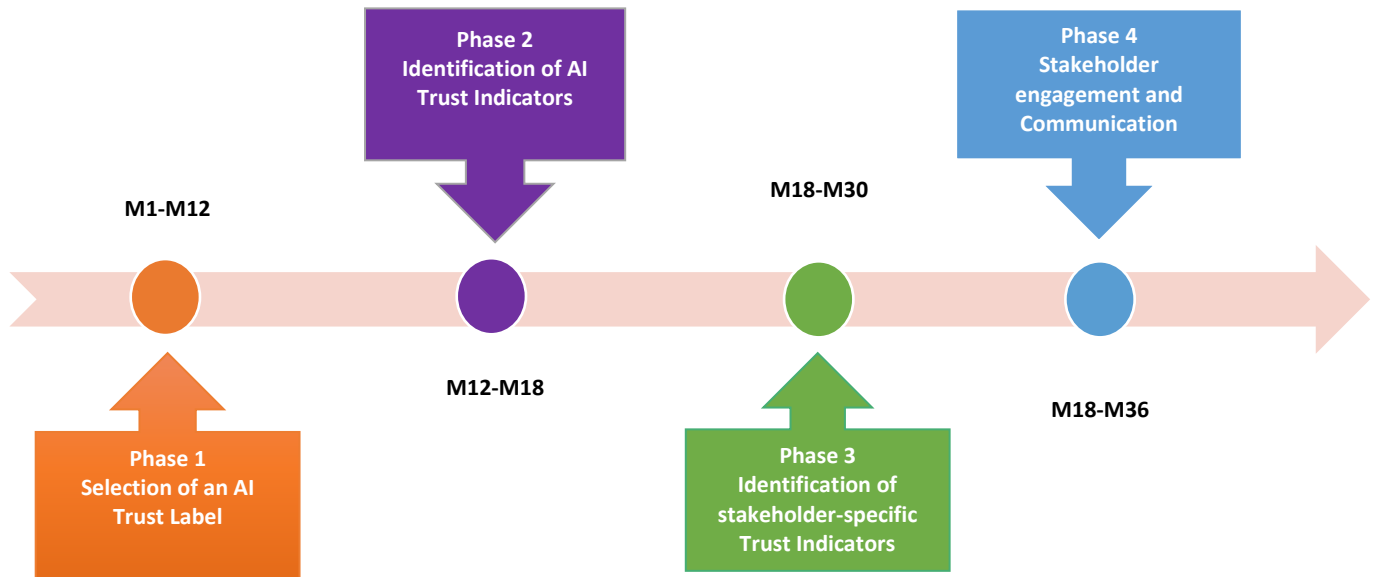 Phase 2
Identification of AI
Trust Indicators
Phase 4
Stakeholder
engagement and
Communication
M1-M12
M18-M30
M12-M18
M18-M36
Phase 1
Selection of an AI
Trust Label
Phase 3
Identification of
stakeholder-specific
Trust Indicators